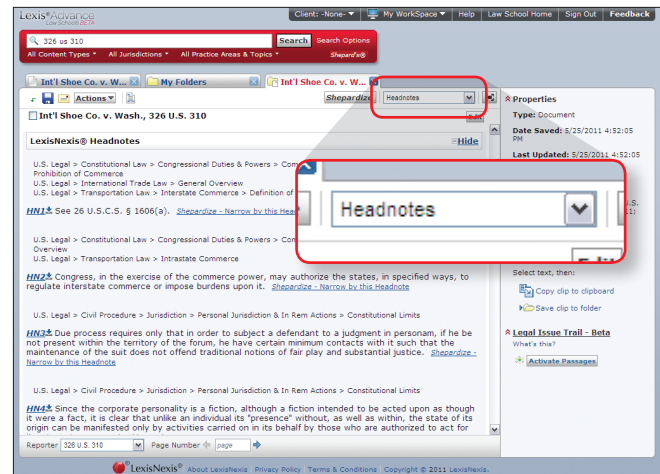 Lexis®Advance
Law Schools BETA
Client: -None- My WorkSpace Help Law School Home Sign Out Feedback
326 us 310 Search Search Options
All Content Types All Jurisdictions All Practice Areas & Topics Shepard's®
Int'l Shoe Co. v. W... My Folders Int'l Shoe Co. v. W...
Actions Shepardize Headnotes
Int'l Shoe Co. v. Wash., 326 U.S. 310 Edit
LexisNexis® Headnotes Hide
U.S. Legal > Constitutional Law > Congressional Duties & Powers >
Prohibition of Commerce
U.S. Legal > International Trade Law > General Overview
U.S. Legal > Transportation Law > Interstate Commerce > Definition of
HN1 See 26 U.S.C.S. § 1606(a). Shepardize - Narrow by this
U.S. Legal > Constitutional Law > Congressional Duties & Powers >
Overview
U.S. Legal > Transportation Law > Intrastate Commerce
HN2 Congress, in the exercise of the commerce power, may authorize the states, in specified ways, to
regulate interstate commerce or impose burdens upon it. Shepardize - Narrow by this Headnote
U.S. Legal > Civil Procedure > Jurisdiction > Personal Jurisdiction & In Rem Actions > Constitutional Limits
HN3 Due process requires only that in order to subject a defendant to a judgment in personam, if he be
not present within the territory of the forum, he have certain minimum contacts with it such that the
maintenance of the suit does not offend traditional notions of fair play and substantial justice. Shepardize -
Narrow by this Headnote
U.S. Legal > Civil Procedure > Jurisdiction > Personal Jurisdiction & In Rem Actions > Constitutional Limits
HN4 Since the corporate personality is a fiction, although a fiction intended to be acted upon as though
it were a fact, it is clear that unlike an individual its "presence" without, as well as within, the state of its
origin can be manifested only by activities carried on in its behalf by those who are authorized to act for
Reporter 326 U.S. 310 Page Number page
Headnotes
Edit
Properties
Type: Document
Date Saved: 5/25/2011 4:52:05
PM
Last Updated: 5/25/2011 4:52:05
Select text, then:
Copy clip to clipboard
Save clip to folder
Legal Issue Trail - Beta
What's this?
Activate Passages
LexisNexis® About LexisNexis Privacy Policy Terms & Conditions Copyright © 2011 LexisNexis.